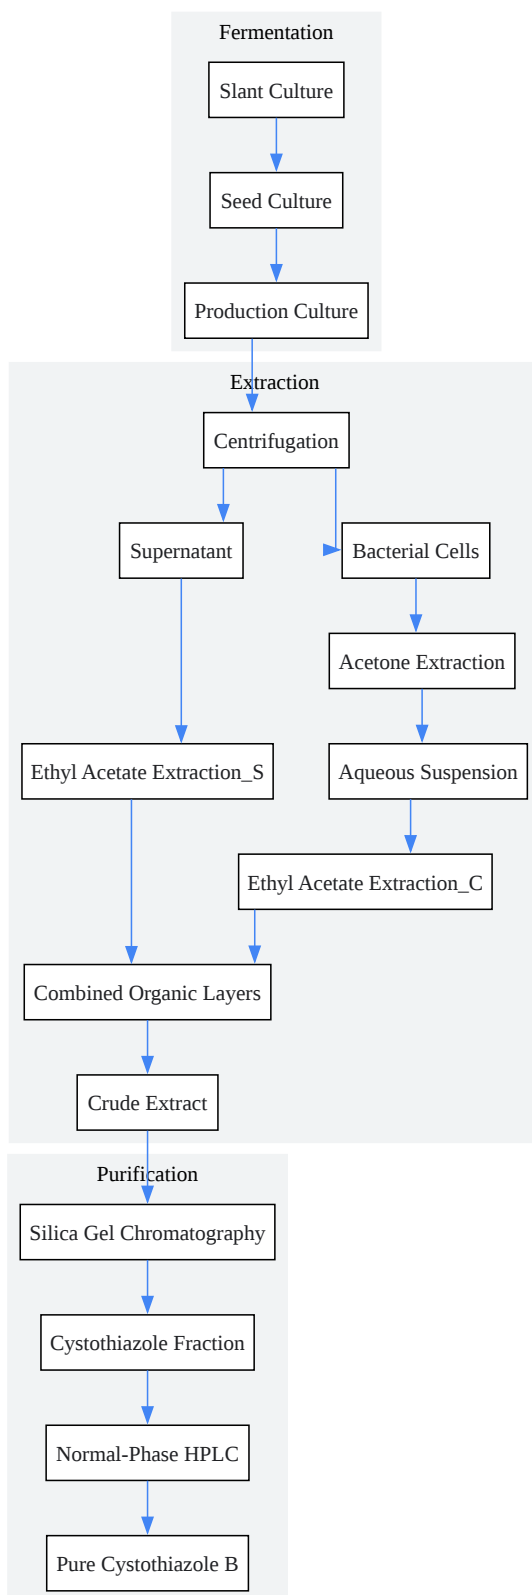 Fermentation
Slant Culture
Seed Culture
Production Culture
Extraction
Centrifugation
Supernatant
Bacterial Cells
Acetone Extraction
Ethyl Acetate Extraction_S
Aqueous Suspension
Ethyl Acetate Extraction_C
Combined Organic Layers
Crude Extract
Purification
Silica Gel Chromatography
Cystothiazole Fraction
Normal-Phase HPLC
Pure Cystothiazole B